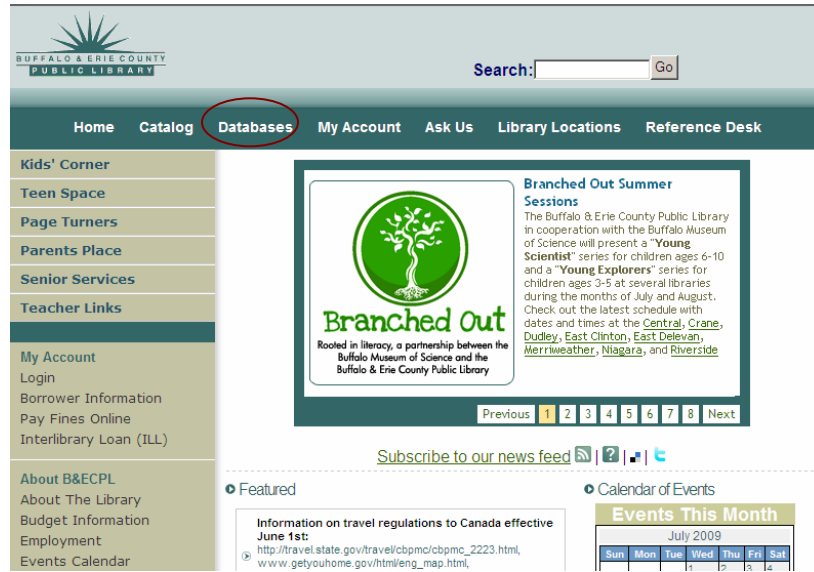 BUFFALO & ERIE COUNTY
PUBLIC LIBRARY
Search:
Go
Home Catalog Databases My Account Ask Us Library Locations Reference Desk
Kids' Corner
Teen Space
Page Turners
Parents Place
Senior Services
Teacher Links
My Account
Login
Borrower Information
Pay Fines Online
Interlibrary Loan (ILL)
About B&ECPL
About The Library
Budget Information
Employment
Events Calendar
Branched Out
Rooted in literacy, a partnership between the
Buffalo Museum of Science and the
Buffalo & Erie County Public Library
Branched Out Summer
Sessions
The Buffalo & Erie County Public Library
in cooperation with the Buffalo Museum
of Science will present a "Young
Scientist" series for children ages 6-10
and a "Young Explorers" series for
children ages 3-5 at several libraries
during the months of July and August.
Check out the latest schedule with
dates and times at the Central, Crane,
Dudley, East Clinton, East Delevan,
Merriweather, Niagara, and Riverside
Previous 1 2 3 4 5 6 7 8 Next
Subscribe to our news feed | ? | | t
Featured
Information on travel regulations to Canada effective
June 1st:
http://travel.state.gov/travel/cbpmc/cbpmc_2223.html,
www.getyouhome.gov/html/eng_map.html,
Calendar of Events
Events This Month
July 2009
Sun Mon Tue Wed Thu Fri Sat
1 2 3 4